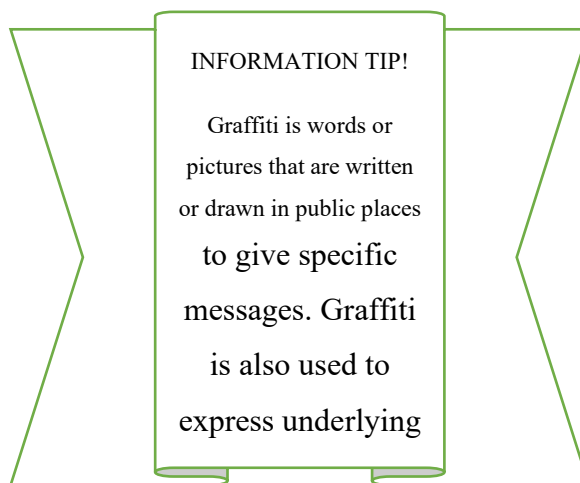 INFORMATION TIP!
Graffiti is words or
pictures that are written
or drawn in public places
to give specific
messages. Graffiti
is also used to
express underlying